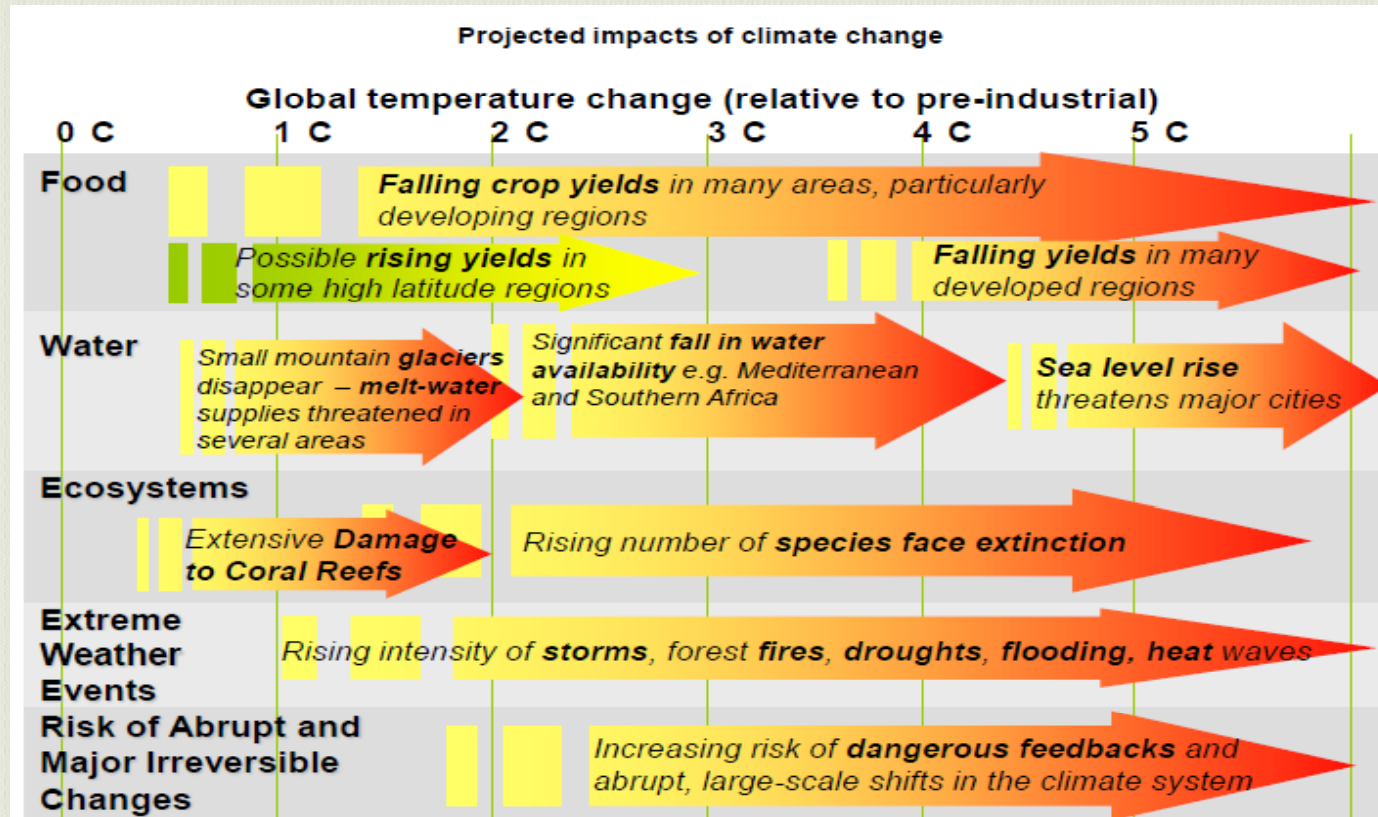 Projected impacts of climate change
Global temperature change (relative to pre-industrial)
0 C 1 C 2 C 3 C 4 C 5 C
Food
Falling crop yields in many areas, particularly
developing regions
Possible rising yields in
some high latitude regions
Falling yields in many
developed regions
Water
Small mountain glaciers
disappear – melt-water
supplies threatened in
several areas
Significant fall in water
availability e.g. Mediterranean
and Southern Africa
Sea level rise
threatens major cities
Ecosystems
Extensive Damage
to Coral Reefs
Rising number of species face extinction
Extreme
Weather
Events
Rising intensity of storms, forest fires, droughts, flooding, heat waves
Risk of Abrupt and
Major Irreversible
Changes
Increasing risk of dangerous feedbacks and
abrupt, large-scale shifts in the climate system